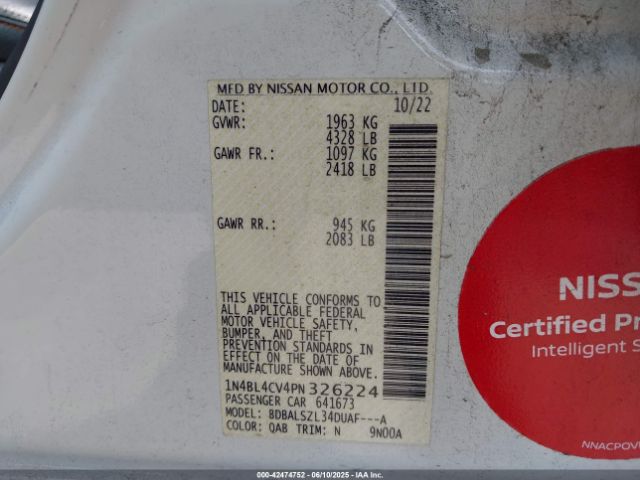 MFD BY NISSAN MOTOR CO., LTD.
DATE: 10/22
GVWR: 1963 KG
4328 LB
GAWR FR.: 1097 KG
2418 LB
GAWR RR.: 945 KG
2083 LB
THIS VEHICLE CONFORMS TO
ALL APPLICABLE FEDERAL
MOTOR VEHICLE SAFETY,
BUMPER, AND THEFT
PREVENTION STANDARDS IN
EFFECT ON THE DATE OF
MANUFACTURE SHOWN ABOVE.
1N4BL4CV4PN326224
PASSENGER CAR 641673
MODEL: BDBALSZL34DUAF---A
COLOR: QAB TRIM: N 9N00A
NISS
Certified Pr
Intelligent S
NNACPOV
00-42474752 - 06/10/2025 - IAA Inc.